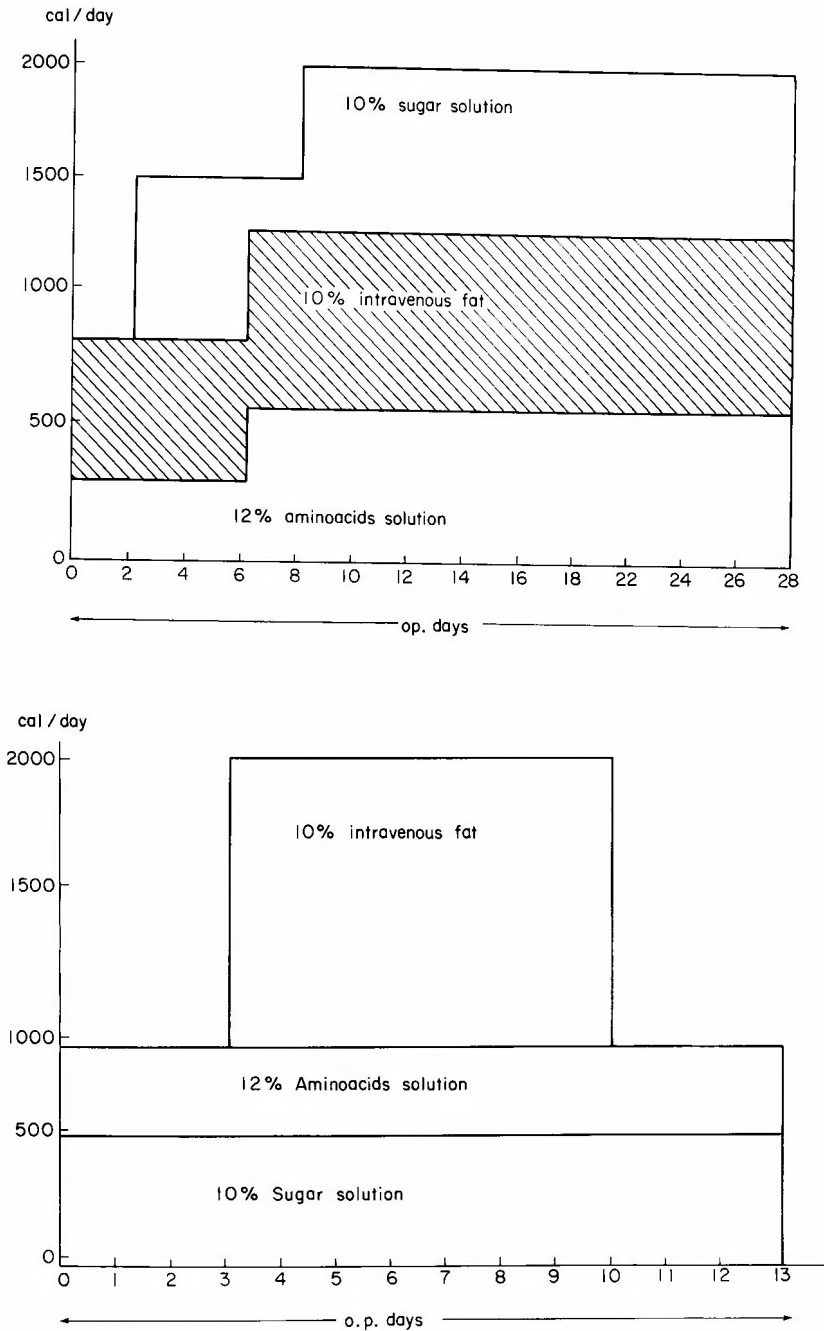 cal/day
2000
10% sugar solution
1500
1000
10% intravenous fat
500
12% aminoacids solution
0
0 2 4 6 8 10 12 14 16 18 22 24 26 28
op. days
cal/day
2000
10% intravenous fat
1500
1000
12% Aminoacids solution
500
10% Sugar solution
0
0 1 2 3 4 5 6 7 8 9 10 11 12 13
o.p. days